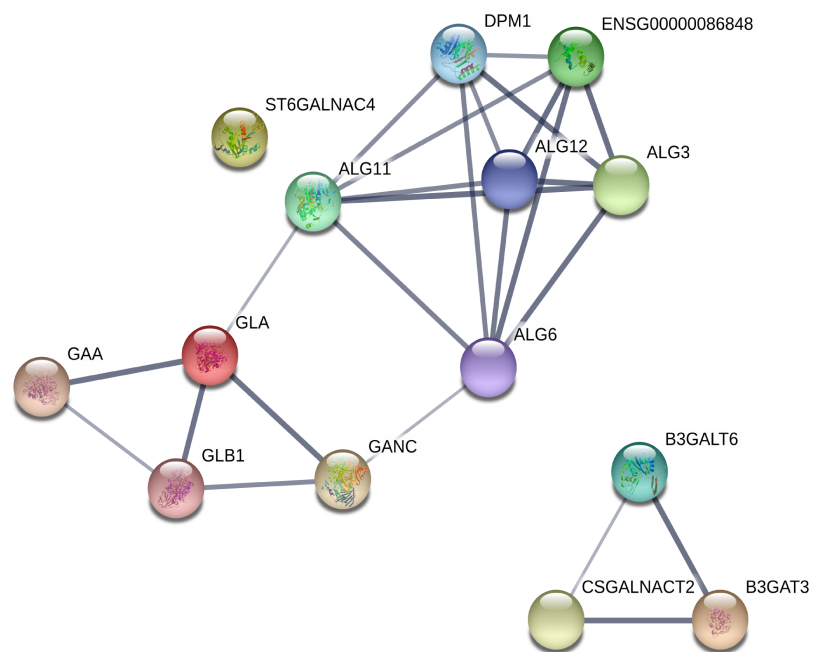 DPM1
ENSG00000086848
ST6GALNAC4
ALG12
ALG3
ALG11
GLA
ALG6
GAA
GANC
B3GALT6
GLB1
CSGALNACT2
B3GAT3